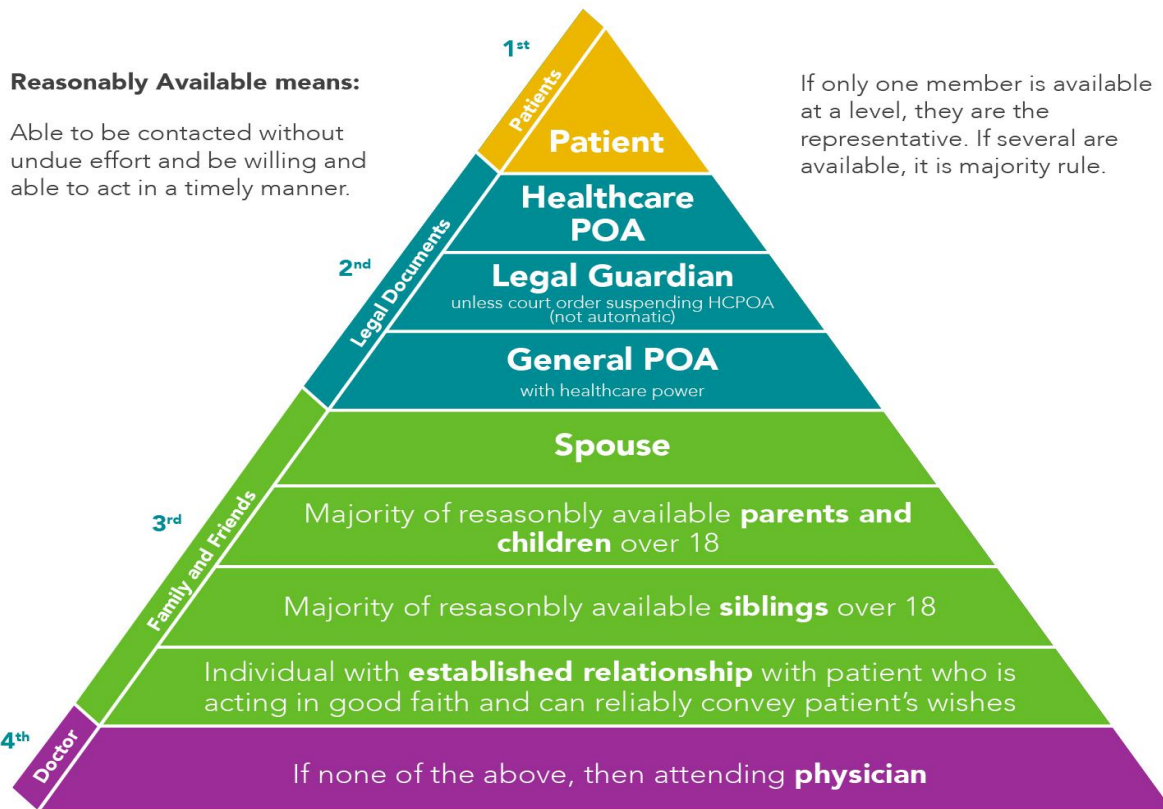 Reasonably Available means:
Able to be contacted without
undue effort and be willing and
able to act in a timely manner.
If only one member is available
at a level, they are the
representative. If several are
available, it is majority rule.
1st
Patients
Patient
2nd
Legal Documents
Healthcare
POA
Legal Guardian
unless court order suspending HCPOA
(not automatic)
General POA
with healthcare power
3rd
Family and Friends
Spouse
Majority of resasonbly available parents and
children over 18
Majority of resasonbly available siblings over 18
Individual with established relationship with patient who is
acting in good faith and can reliably convey patient's wishes
4th
Doctor
If none of the above, then attending physician